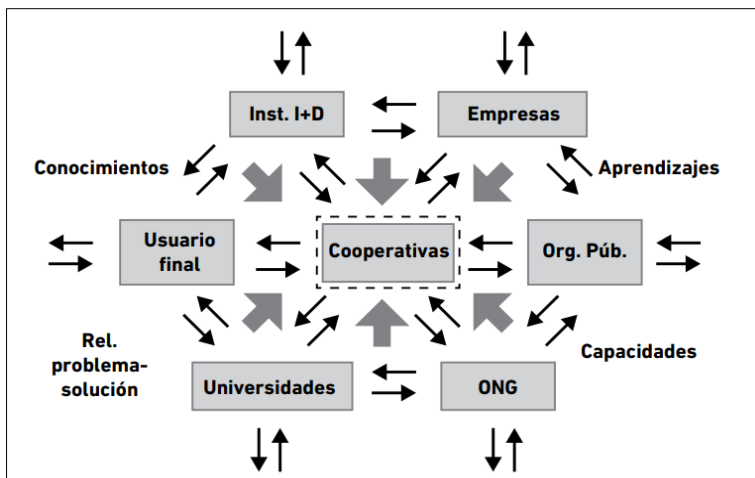 Inst. I+D
Empresas
Conocimientos
Aprendizajes
Usuario
final
Cooperativas
Org. Púb.
Rel.
problema-
solución
Capacidades
Universidades
ONG